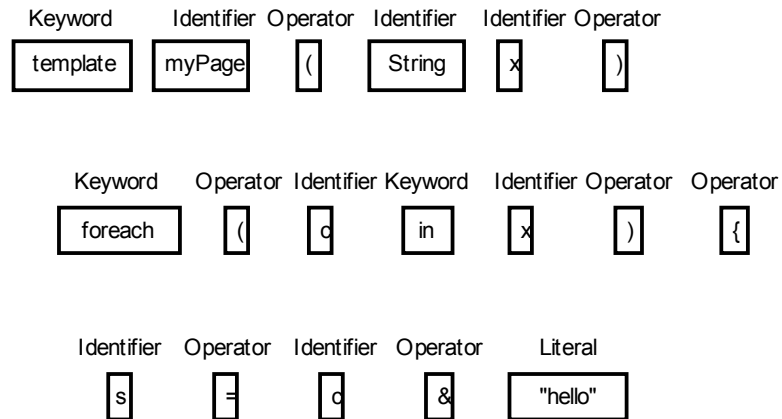 Keyword Identifier Operator Identifier Identifier Operator
template myPage ( String x )
Keyword Operator Identifier Keyword Identifier Operator Operator
foreach ( c in x ) {
Identifier Operator Identifier Operator Literal
s = c & "hello"